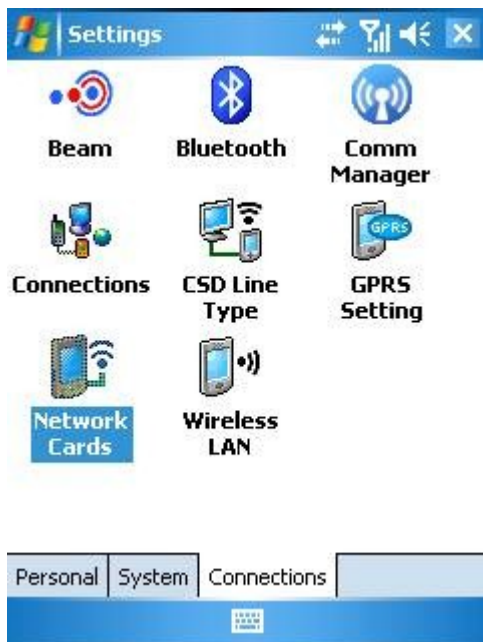 Settings
Beam
Bluetooth
Comm
Manager
Connections
CSD Line
Type
GPRS
GPRS
Setting
Network
Cards
Wireless
LAN
Personal System Connections